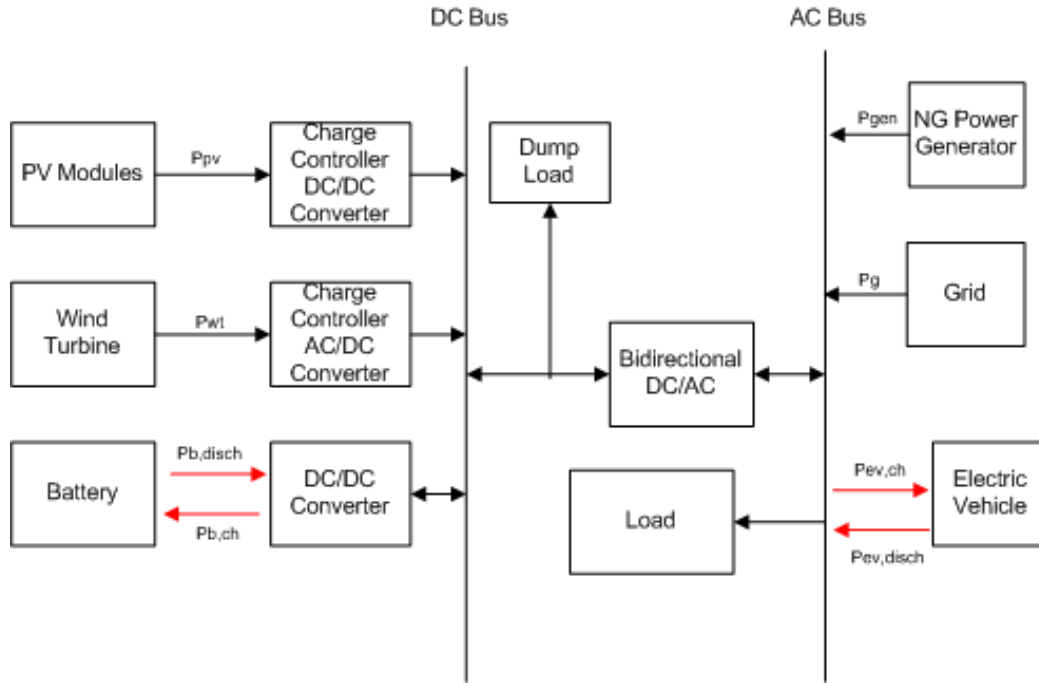 DC Bus
AC Bus
PV Modules
Ppv
Charge
Controller
DC/DC
Converter
Dump
Load
Pgen
NG Power
Generator
Wind
Turbine
Pwt
Charge
Controller
AC/DC
Converter
Bidirectional
DC/AC
Pg
Grid
Battery
Pb,disch
Pb,ch
DC/DC
Converter
Load
Pev,ch
Pev,disch
Electric
Vehicle